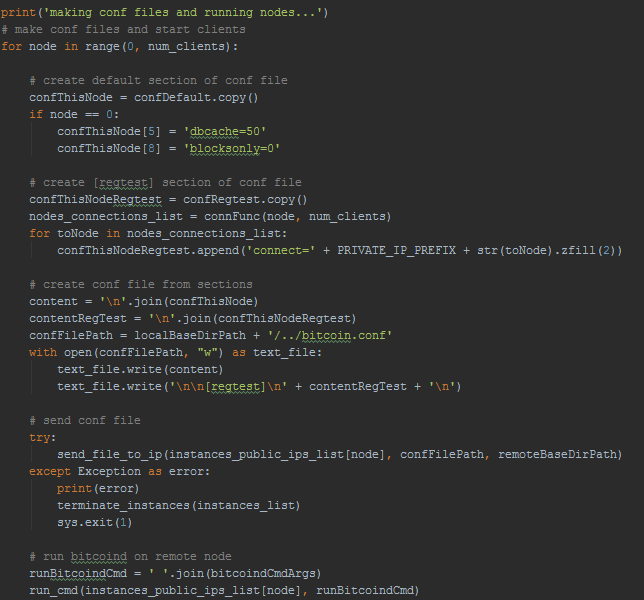 print('making conf files and running nodes...')
# make conf files and start clients
for node in range(0, num_clients):
# create default section of conf file
confThisNode = confDefault.copy()
if node == 0:
confThisNode[5] = 'dbcache=50'
confThisNode[8] = 'blocksonly=0'
# create [regtest] section of conf file
confThisNodeRegtest = confRegtest.copy()
nodes_connections_list = connFunc(node, num_clients)
for toNode in nodes_connections_list:
confThisNodeRegtest.append('connect=' + PRIVATE_IP_PREFIX + str(toNode).zfill(2))
# create conf file from sections
content = '\n'.join(confThisNode)
contentRegTest = '\n'.join(confThisNodeRegtest)
confFilePath = localBaseDirPath + '/../bitcoin.conf'
with open(confFilePath, "w") as text_file:
text_file.write(content)
text_file.write('\n\n[regtest]\n' + contentRegTest + '\n')
# send conf file
try:
send_file_to_ip(instances_public_ips_list[node], confFilePath, remoteBaseDirPath)
except Exception as error:
print(error)
terminate_instances(instances_list)
sys.exit(1)
# run bitcoind on remote node
runBitcoindCmd = ' '.join(bitcoindCmdArgs)
run_cmd(instances_public_ips_list[node], runBitcoindCmd)